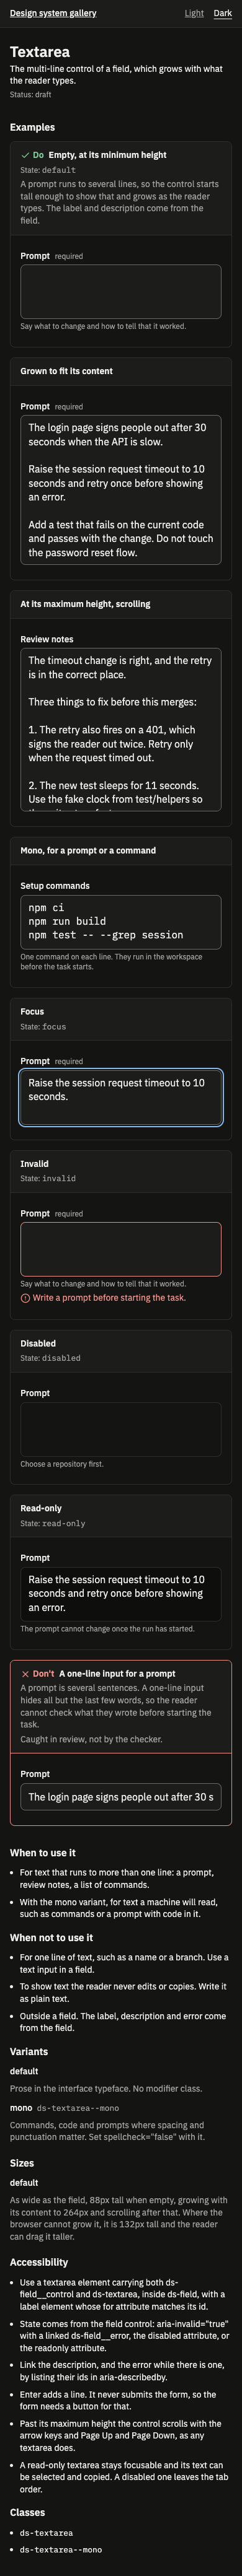 Design system gallery
Light
Dark
Textarea
The multi-line control of a field, which grows with what
the reader types.
Status: draft
Examples
Do Empty, at its minimum height
State: default
A prompt runs to several lines, so the control starts
tall enough to show that and grows as the reader
types. The label and description come from the
field.
Prompt required
Say what to change and how to tell that it worked.
Grown to fit its content
Prompt required
The login page signs people out after 30
seconds when the API is slow.
Raise the session request timeout to 10
seconds and retry once before showing
an error.
Add a test that fails on the current code
and passes with the change. Do not touch
the password reset flow.
At its maximum height, scrolling
Review notes
The timeout change is right, and the retry
is in the correct place.
Three things to fix before this merges:
1. The retry also fires on a 401, which
signs the reader out twice. Retry only
when the request timed out.
2. The new test sleeps for 11 seconds.
Use the fake clock from test/helpers so
Mono, for a prompt or a command
Setup commands
npm ci
npm run build
npm test -- --grep session
One command on each line. They run in the workspace
before the task starts.
Focus
State: focus
Prompt required
Raise the session request timeout to 10
seconds.
Invalid
State: invalid
Prompt required
Say what to change and how to tell that it worked.
Write a prompt before starting the task.
Disabled
State: disabled
Prompt
Choose a repository first.
Read-only
State: read-only
Prompt
Raise the session request timeout to 10
seconds and retry once before showing
an error.
The prompt cannot change once the run has started.
Don't A one-line input for a prompt
A prompt is several sentences. A one-line input
hides all but the last few words, so the reader
cannot check what they wrote before starting the
task.
Caught in review, not by the checker.
Prompt
The login page signs people out after 30 s
When to use it
• For text that runs to more than one line: a prompt,
review notes, a list of commands.
• With the mono variant, for text a machine will read,
such as commands or a prompt with code in it.
When not to use it
• For one line of text, such as a name or a branch. Use a
text input in a field.
• To show text the reader never edits or copies. Write it
as plain text.
• Outside a field. The label, description and error come
from the field.
Variants
default
Prose in the interface typeface. No modifier class.
mono ds-textarea--mono
Commands, code and prompts where spacing and
punctuation matter. Set spellcheck="false" with it.
Sizes
default
As wide as the field, 88px tall when empty, growing with
its content to 264px and scrolling after that. Where the
browser cannot grow it, it is 132px tall and the reader
can drag it taller.
Accessibility
• Use a textarea element carrying both ds-
field__control and ds-textarea, inside ds-field, with a
label element whose for attribute matches its id.
• State comes from the field control: aria-invalid="true"
with a linked ds-field__error, the disabled attribute, or
the readonly attribute.
• Link the description, and the error while there is one,
by listing their ids in aria-describedby.
• Enter adds a line. It never submits the form, so the
form needs a button for that.
• Past its maximum height the control scrolls with the
arrow keys and Page Up and Page Down, as any
textarea does.
• A read-only textarea stays focusable and its text can
be selected and copied. A disabled one leaves the tab
order.
Classes
• ds-textarea
• ds-textarea--mono